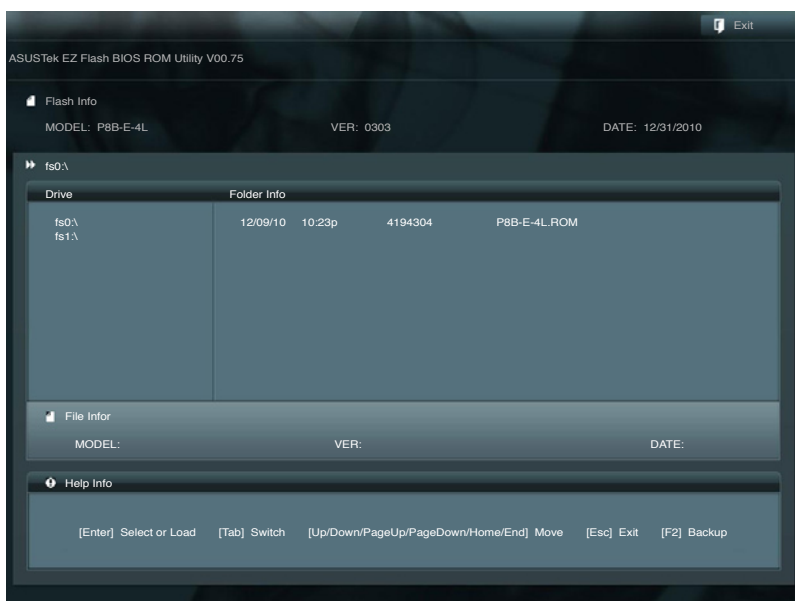 Exit
ASUSTek EZ Flash BIOS ROM Utility V00.75
Flash Info
MODEL: P8B-E-4L VER: 0303 DATE: 12/31/2010
fs0:\
Drive Folder Info
fs0:\ 12/09/10 10:23p 4194304 P8B-E-4L.ROM
fs1:\
File Infor
MODEL: VER: DATE:
Help Info
[Enter] Select or Load [Tab] Switch [Up/Down/PageUp/PageDown/Home/End] Move [Esc] Exit [F2] Backup